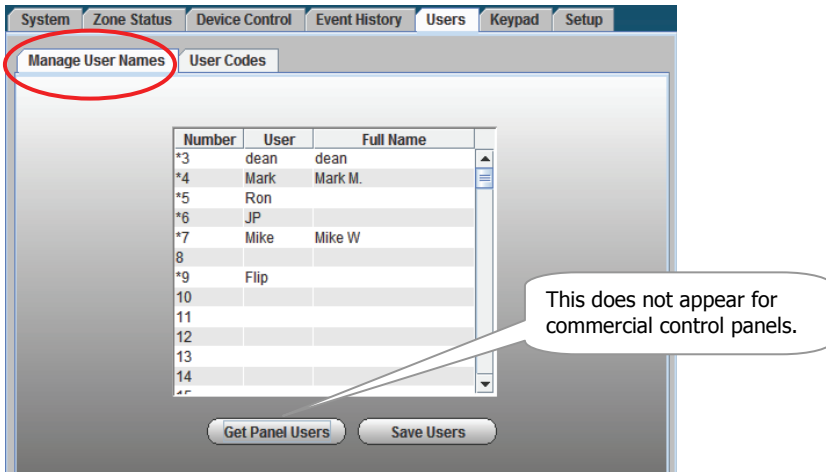 System Zone Status Device Control Event History Users Keypad Setup
Manage User Names User Codes
Number User Full Name
*3 dean dean
*4 Mark Mark M.
*5 Ron
*6 JP
*7 Mike Mike W
8
*9 Flip
10
11
12
13
14
This does not appear for
commercial control panels.
Get Panel Users Save Users